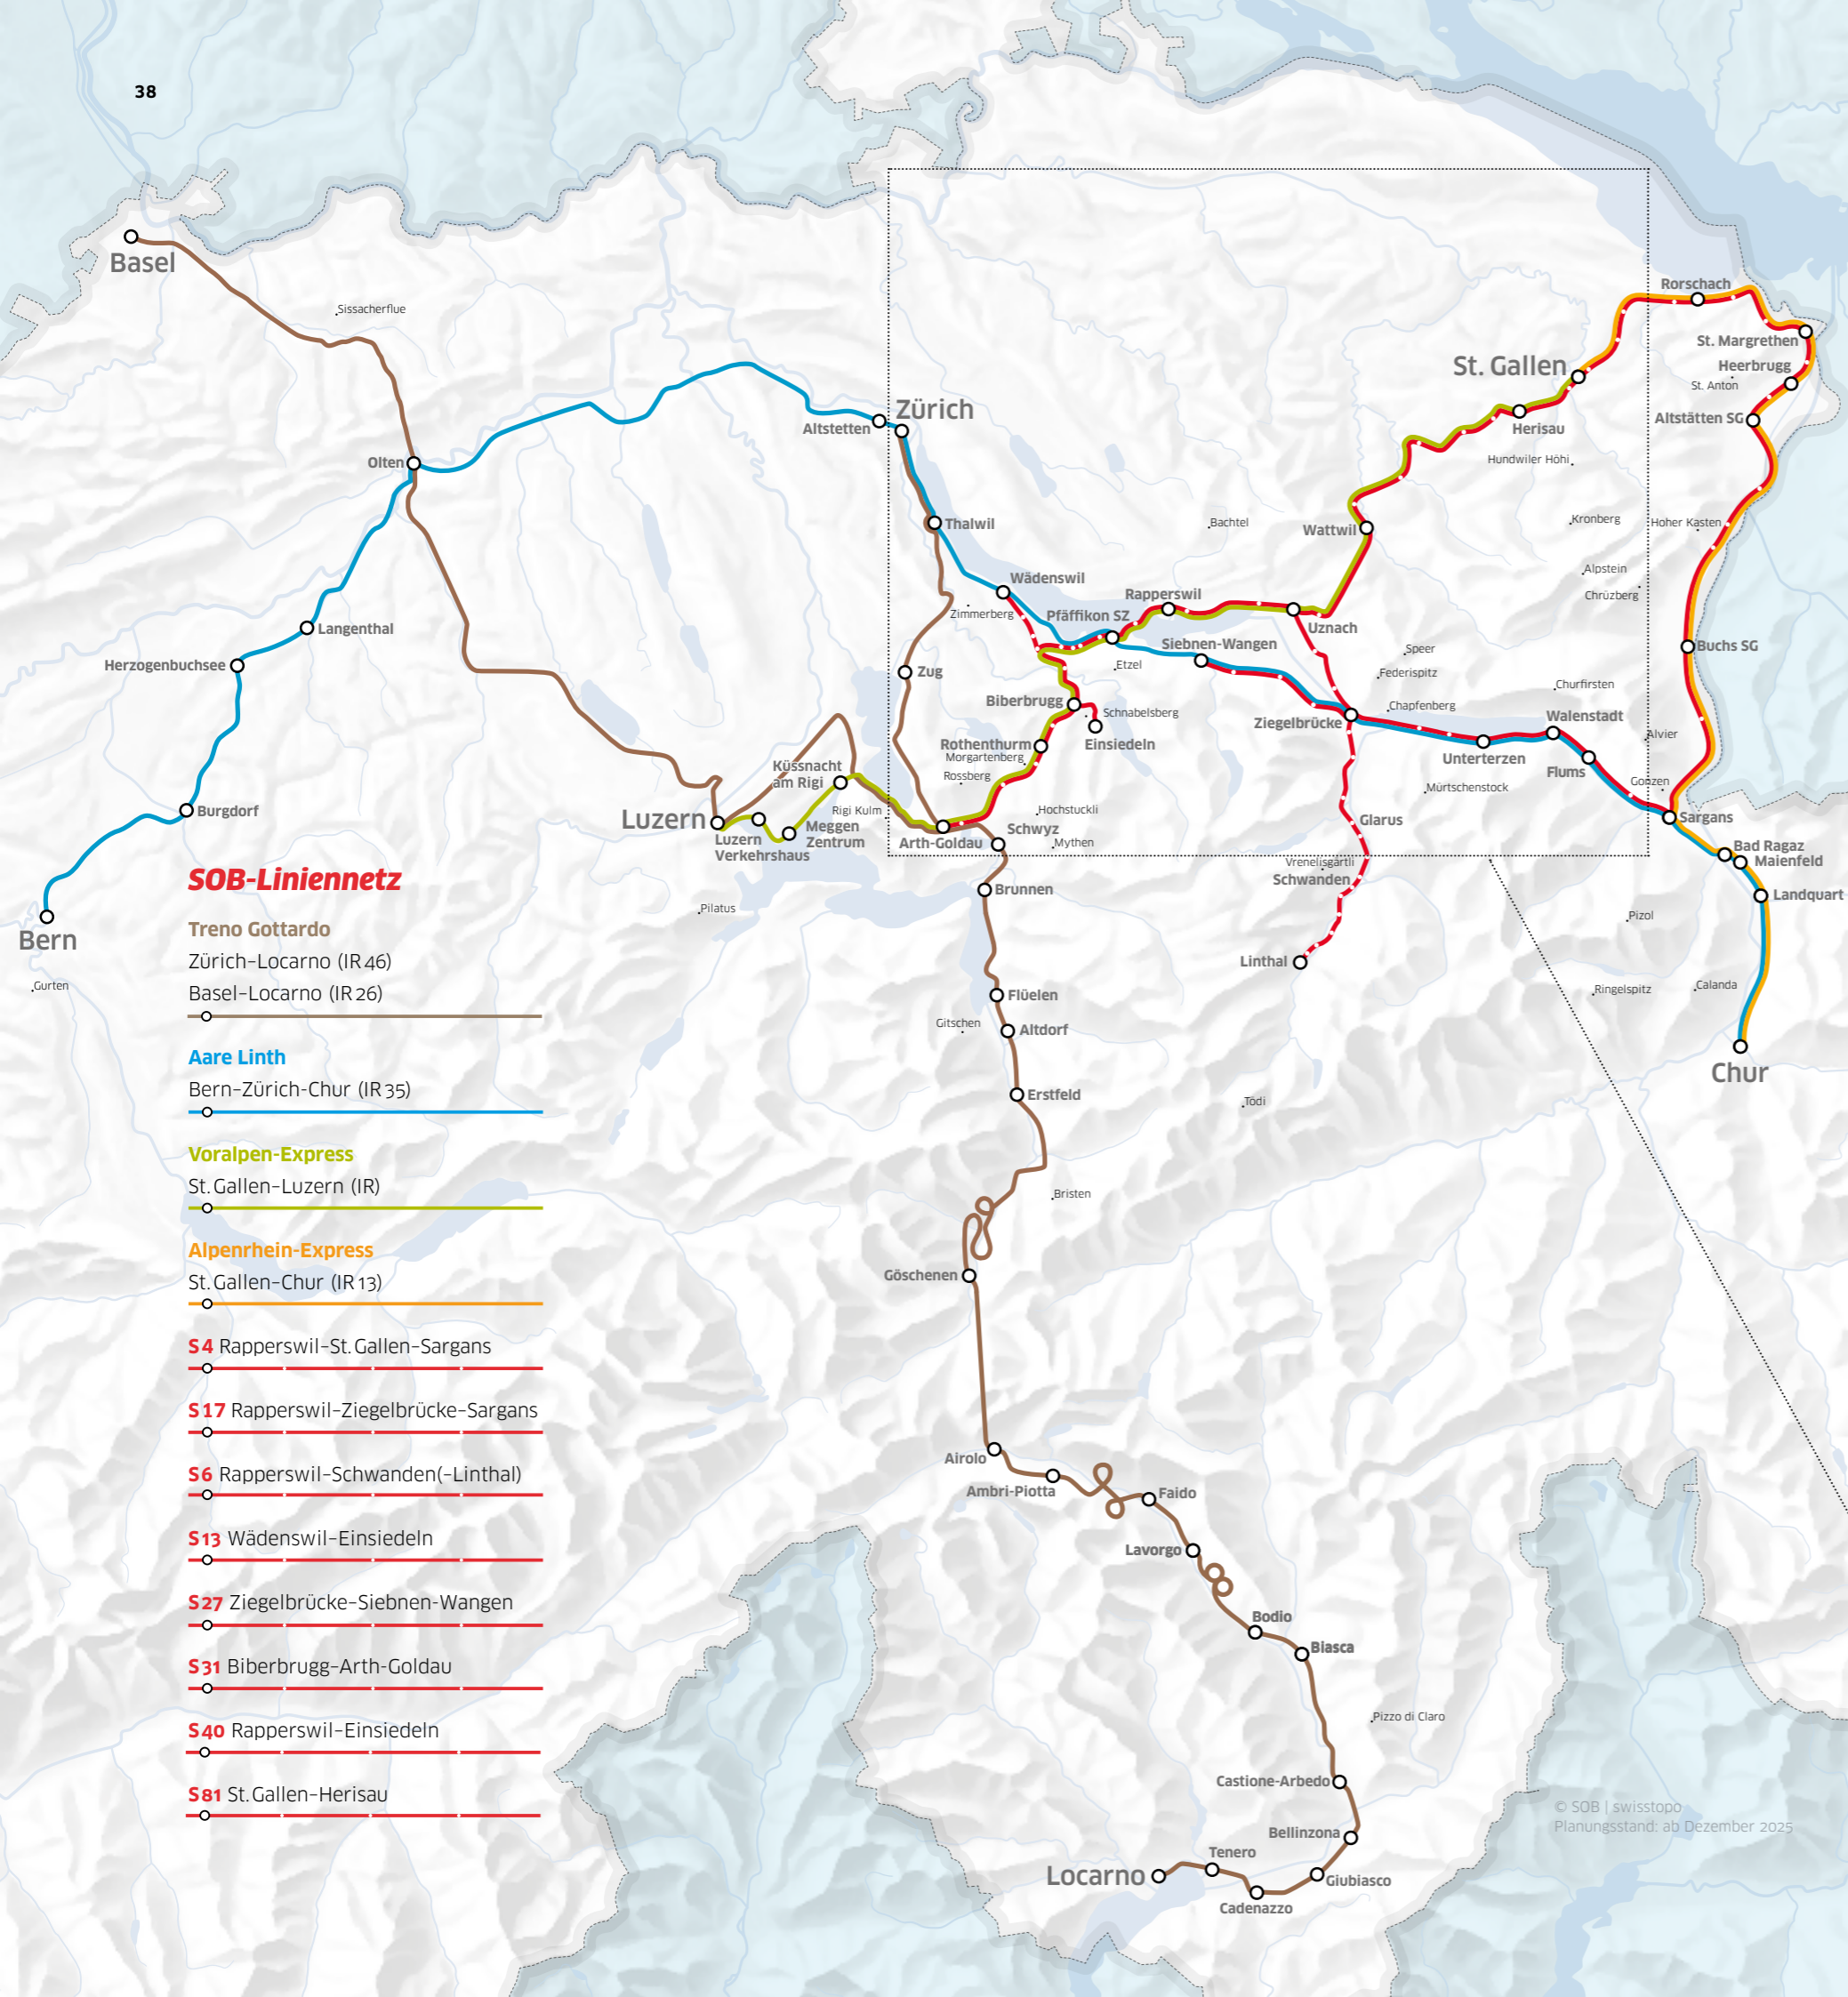 38
Basel
Sissacherflue
Rorschach
St. Margrethen
Heerbrugg
St. Anton
St. Gallen
Altstätten SG
Zürich
Altstetten
Herisau
Hundwiler Höhi
Olten
Thalwil
Bachtel
Wattwil
Kronberg
Hoher Kasten
Alpstein
Chrüzberg
Wädenswil
Rapperswil
Zimmerberg
Pfäffikon SZ
Uznach
Langenthal
Siebnen-Wangen
Buchs SG
Speer
Herzogenbuchsee
Etzel
Zug
Federispitz
Churfirsten
Biberbrugg
Schnabelsberg
Chapfenberg
Ziegelbrücke
Walenstadt
Alvier
Rothenthurm
Einsiedeln
Morgartenberg
Unterterzen
Küssnacht
am Rigi
Rossberg
Flums
Gonzen
Mürtschenstock
Burgdorf
Rigi Kulm
Hochstuckli
Luzern
Glarus
Sargans
Meggen
Zentrum
Luzern
Verkehrshaus
Arth-Goldau
Schwyz
Mythen
Bad Ragaz
Maienfeld
Vrenelisgärtli
Schwanden
SOB-Liniennetz
Brunnen
Landquart
Pilatus
Pizol
Treno Gottardo
Bern
Zürich–Locarno (IR 46)
Linthal
Gurten
Basel–Locarno (IR 26)
Flüelen
Ringelspitz
Calanda
Gitschen
Altdorf
Aare Linth
Chur
Bern–Zürich-Chur (IR 35)
Erstfeld
Tödi
Voralpen-Express
St. Gallen–Luzern (IR)
Bristen
Alpenrhein-Express
St. Gallen–Chur (IR 13)
Göschenen
S4 Rapperswil–St. Gallen–Sargans
S17 Rapperswil–Ziegelbrücke–Sargans
Airolo
S6 Rapperswil–Schwanden(–Linthal)
Ambri-Piotta
Faido
S13 Wädenswil–Einsiedeln
Lavorgo
S27 Ziegelbrücke–Siebnen-Wangen
Bodio
Biasca
S31 Biberbrugg–Arth-Goldau
Pizzo di Claro
S40 Rapperswil–Einsiedeln
Castione-Arbedo
S81 St. Gallen–Herisau
© SOB | swisstopo
Planungsstand: ab Dezember 2025
Bellinzona
Tenero
Locarno
Giubiasco
Cadenazzo